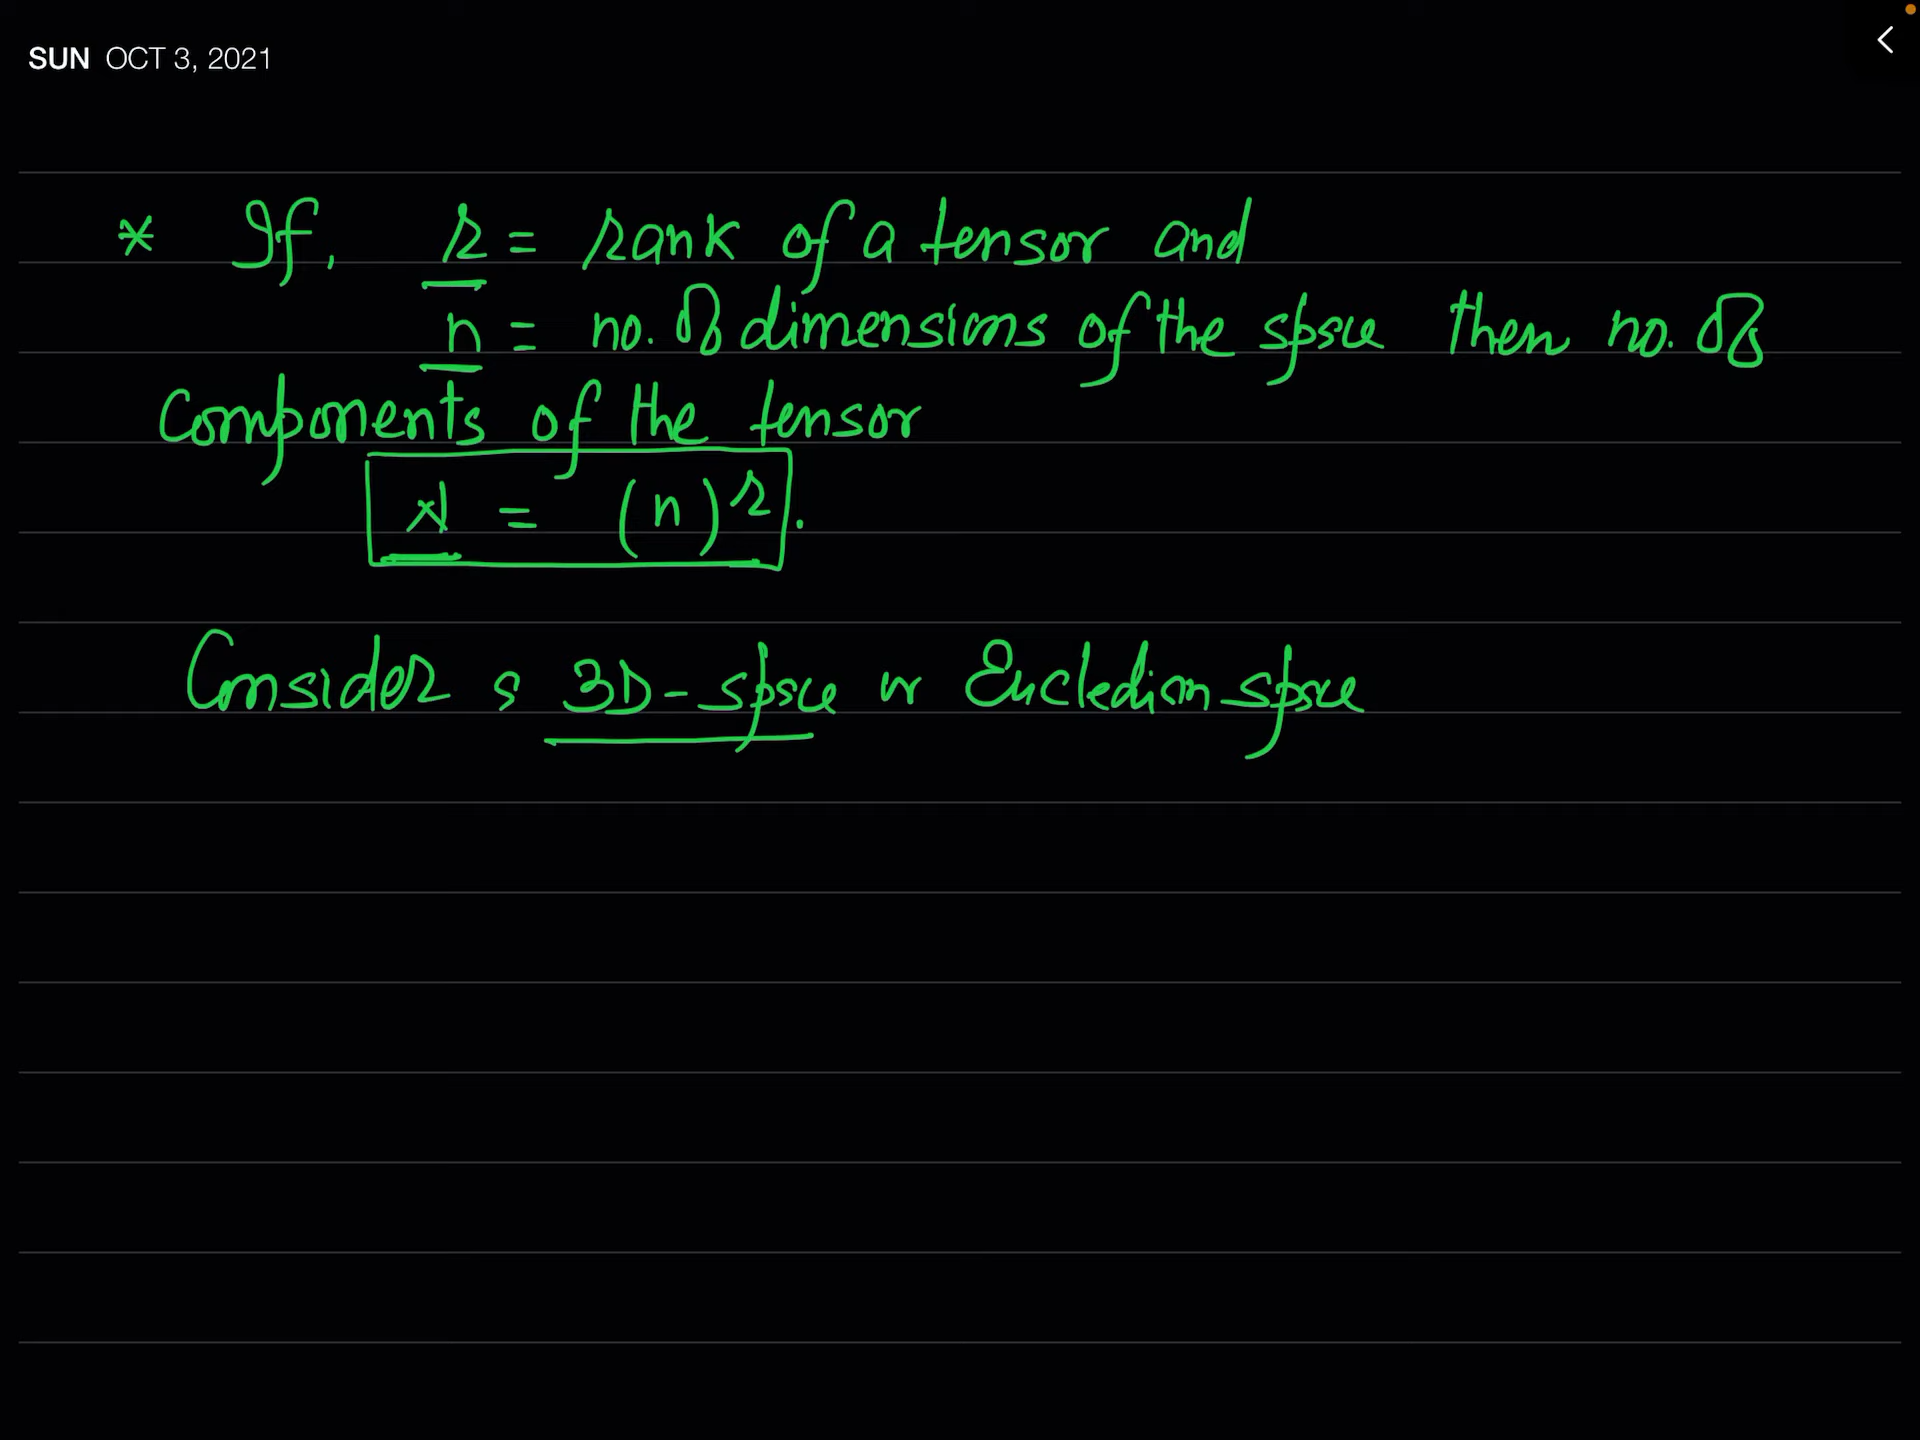 SUN OCT 3, 2021
* If, r = rank of a tensor and
n = no. of dimensions of the space then no. of
Components of the tensor
N = (n)^r.
Consider a 3D-space or Eucledian space